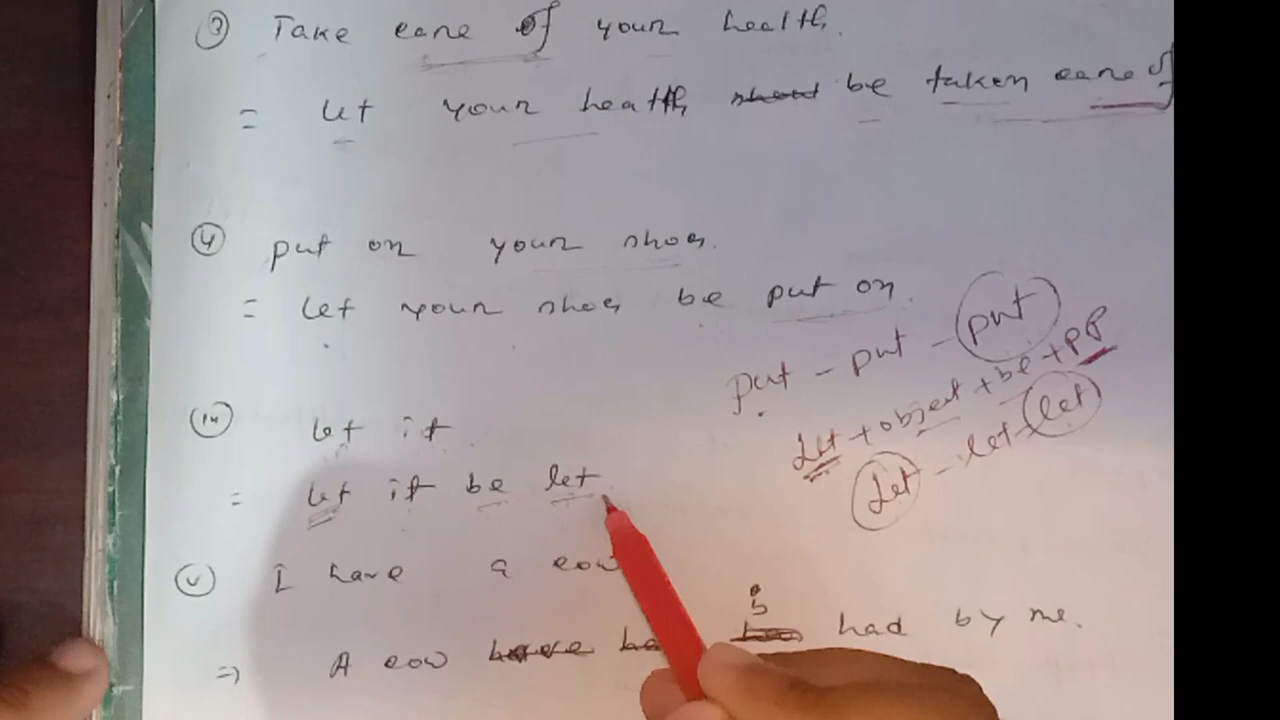 ③ Take care of your health.
= Let your health be taken care of
④ put on your shoes.
= Let your shoes be put on.
put - put - put
Let + object + be + PP
Let - let - let
let it
= let it be let.
ⓥ I have a cow
=> A cow is had by me.